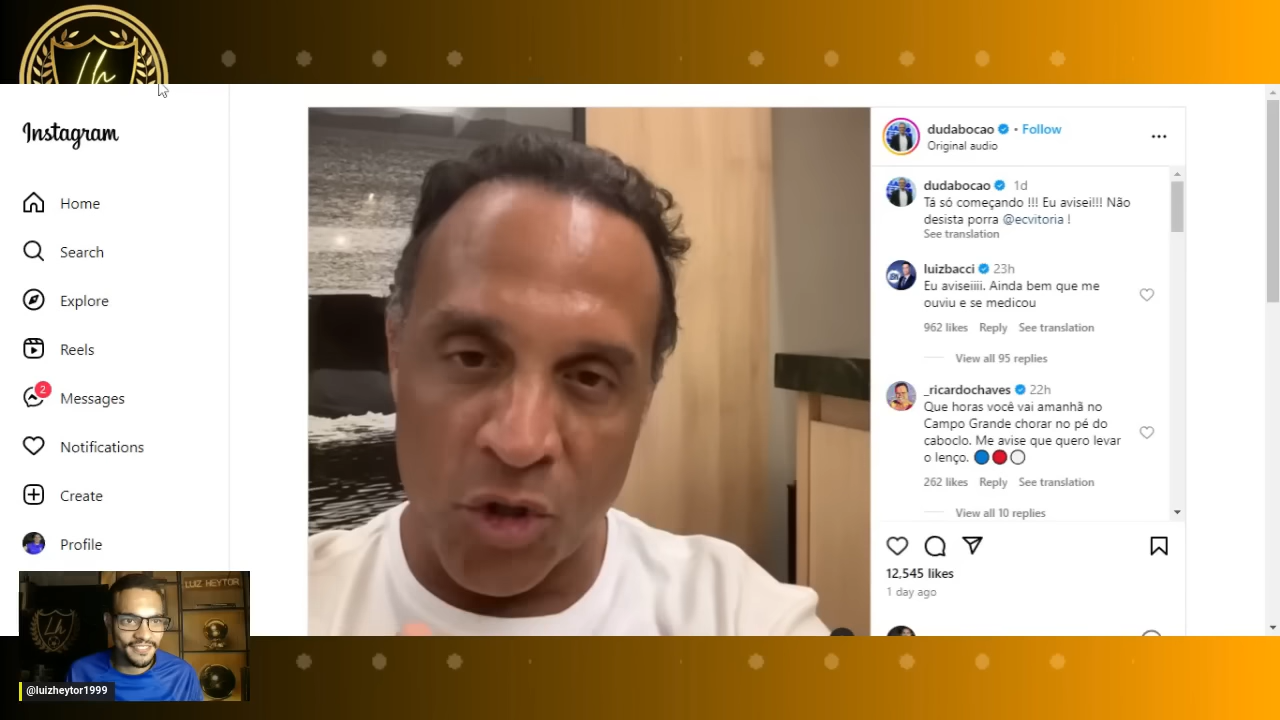 Lh
Instagram
Home
Search
Explore
Reels
2
Messages
Notifications
Create
Profile
dudabocao • Follow
Original audio
dudabocao 1d
Tá só começando !!! Eu avisei!!! Não
desista porra @ecvitoria !
See translation
luizbacci 23h
Eu aviseiiii. Ainda bem que me
ouviu e se medicou
962 likes Reply See translation
View all 95 replies
_ricardochaves 22h
Que horas você vai amanhã no
Campo Grande chorar no pé do
caboclo. Me avise que quero levar
o lenço.
262 likes Reply See translation
View all 10 replies
12,545 likes
1 day ago
LUIZ HEYTOR
Lh
@luizheytor1999